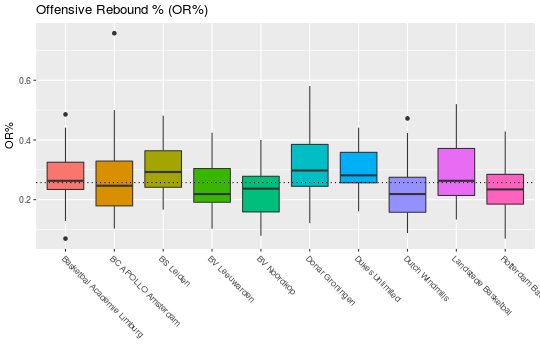 Offensive Rebound % (OR%)
OR%
0.6
0.4
0.2
Basketbal Academie Limburg
BC APOLLO Amsterdam
BS Leiden
BV Leeuwarden
BV Noordkop
Donar Groningen
Dukes Unlimited
Dutch Windmills
Landstede Basketbal
Rotterdam Bas